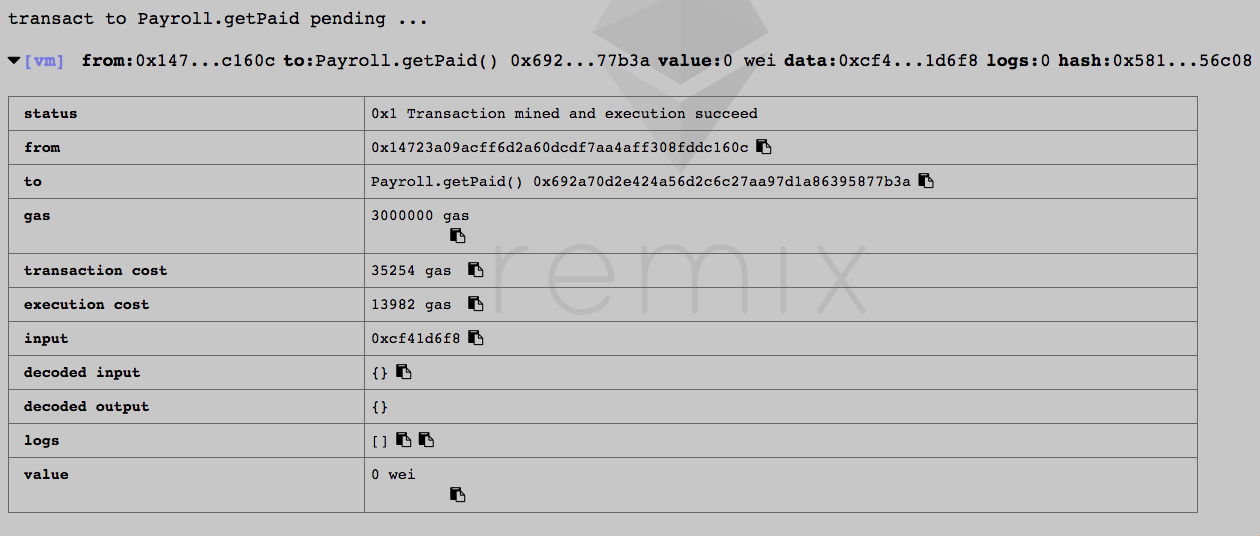 transact to Payroll.getPaid pending ...
[vm] from:0x147...c160c to:Payroll.getPaid() 0x692...77b3a value:0 wei data:0xcf4...1d6f8 logs:0 hash:0x581...56c08
status 0x1 Transaction mined and execution succeed
from 0x14723a09acff6d2a60dcdf7aa4aff308fddc160c
to Payroll.getPaid() 0x692a70d2e424a56d2c6c27aa97d1a86395877b3a
gas 3000000 gas
transaction cost 35254 gas
execution cost 13982 gas
input 0xcf41d6f8
decoded input {}
decoded output {}
logs []
value 0 wei
remix